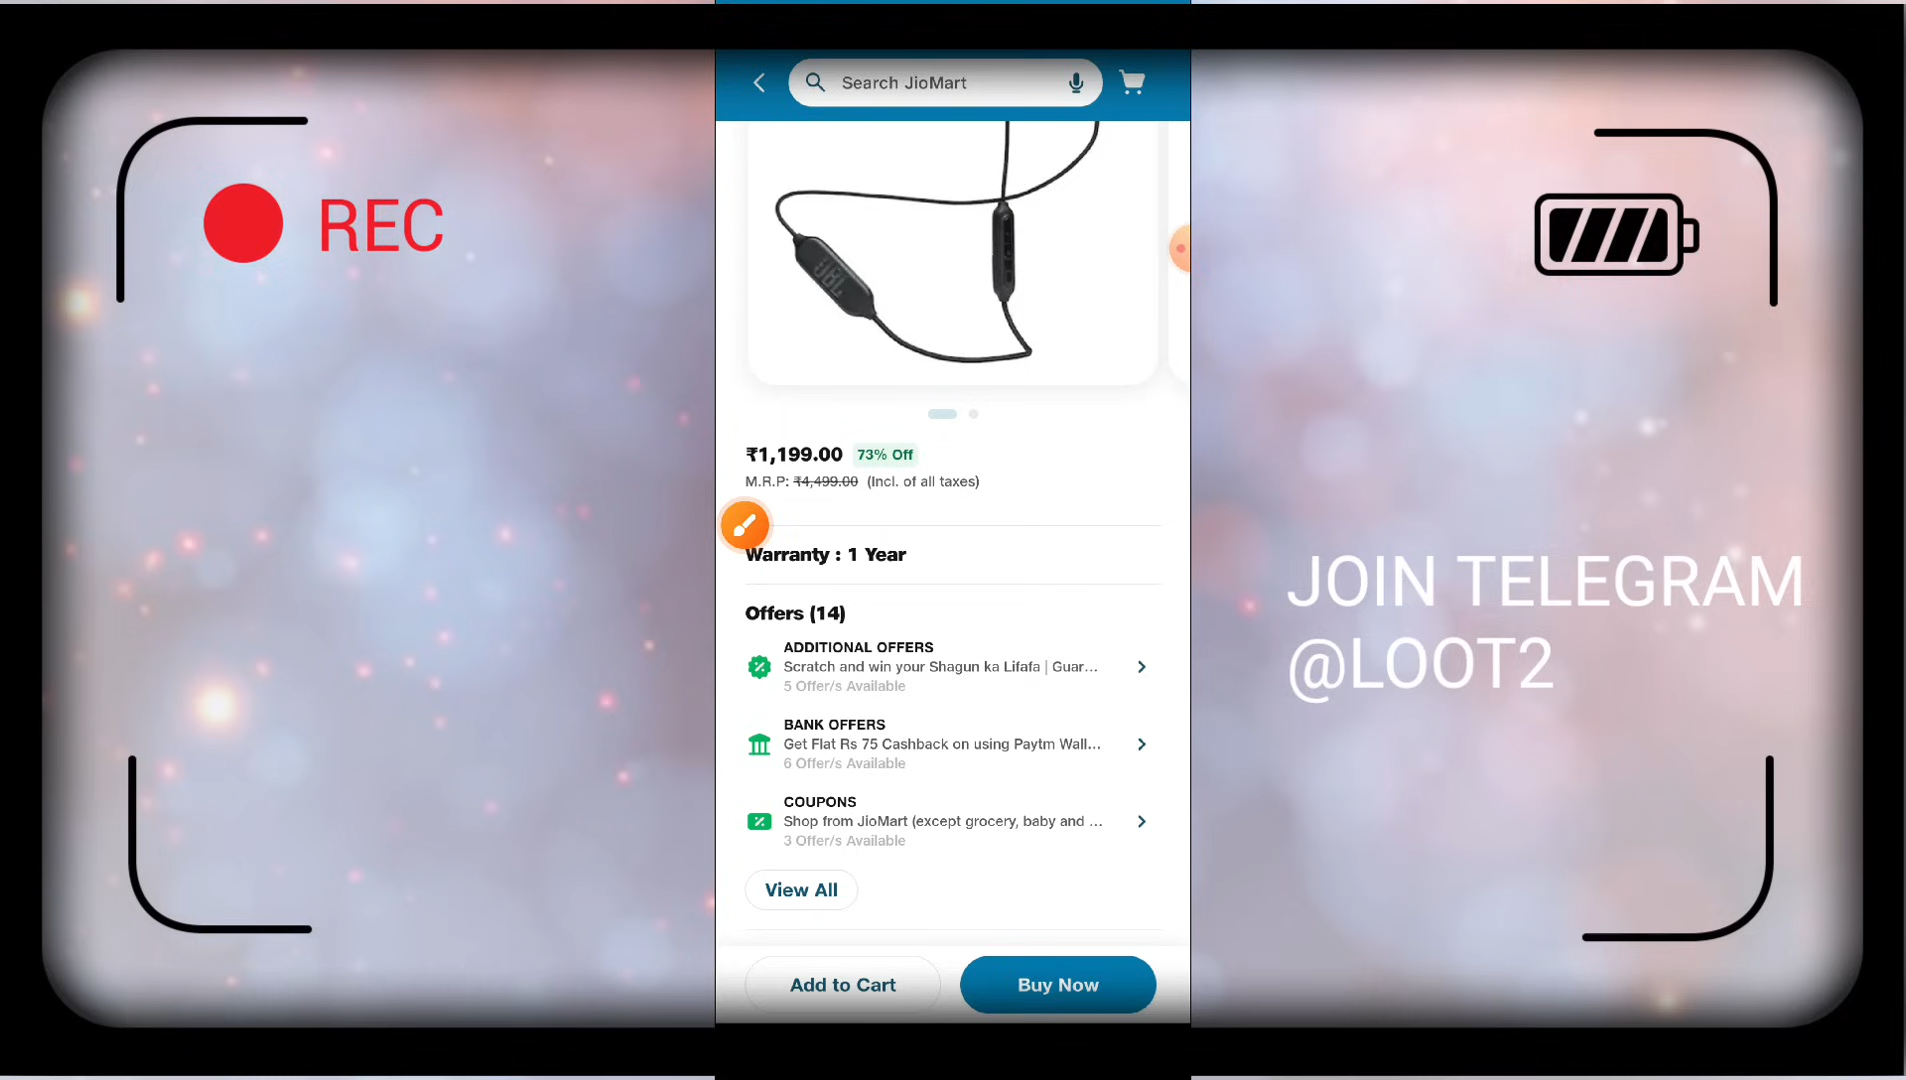 REC
Search JioMart
JBL
₹1,199.00 73% Off
M.R.P: ₹4,499.00 (Incl. of all taxes)
Warranty : 1 Year
Offers (14)
ADDITIONAL OFFERS
Scratch and win your Shagun ka Lifafa | Guar...
5 Offer/s Available
BANK OFFERS
Get Flat Rs 75 Cashback on using Paytm Wall...
6 Offer/s Available
COUPONS
Shop from JioMart (except grocery, baby and ...
3 Offer/s Available
View All
Add to Cart
Buy Now
JOIN TELEGRAM
@LOOT2